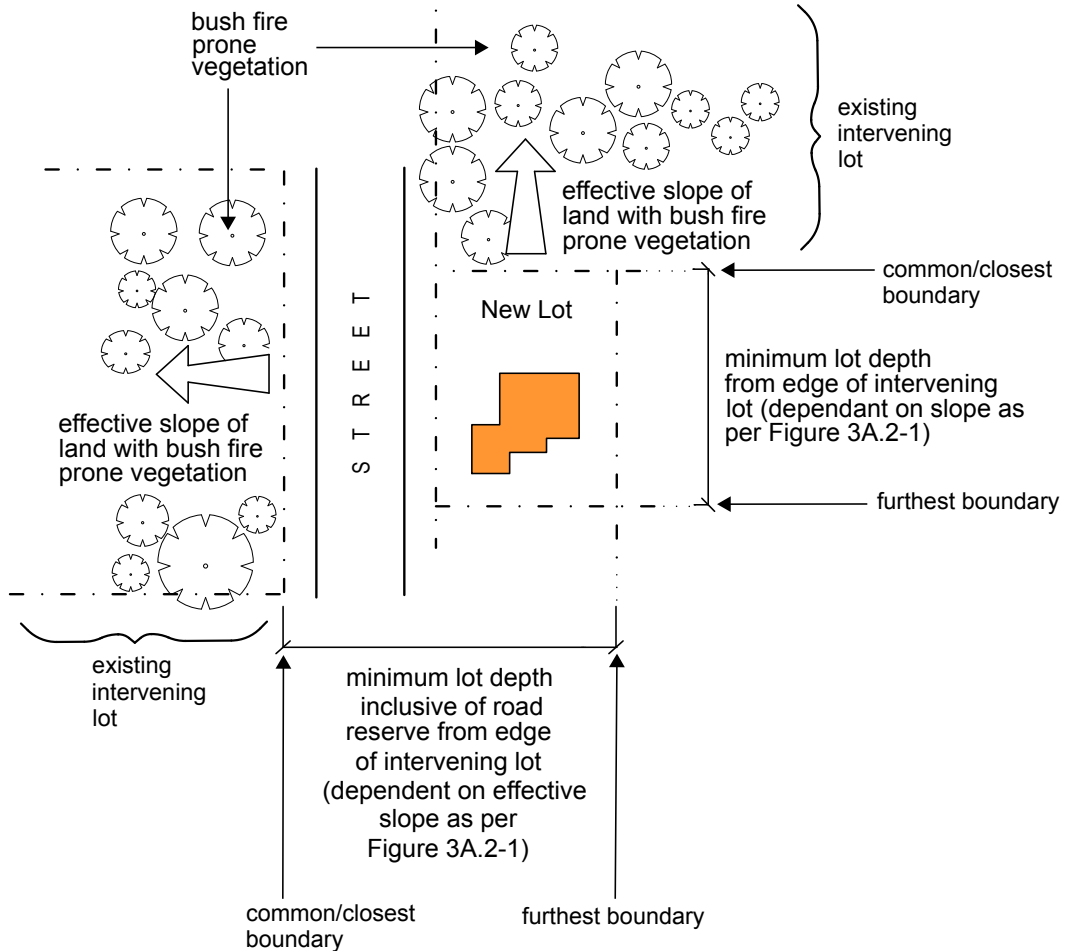 bush fire
prone
vegetation
existing
intervening
lot
effective slope of
land with bush fire
prone vegetation
common/closest
boundary
New Lot
STREET
minimum lot depth
from edge of intervening
lot (dependant on slope as
per Figure 3A.2-1)
effective slope of
land with bush fire
prone vegetation
furthest boundary
existing
intervening
lot
minimum lot depth
inclusive of road
reserve from edge
of intervening lot
(dependent on effective
slope as per
Figure 3A.2-1)
common/closest
boundary
furthest boundary